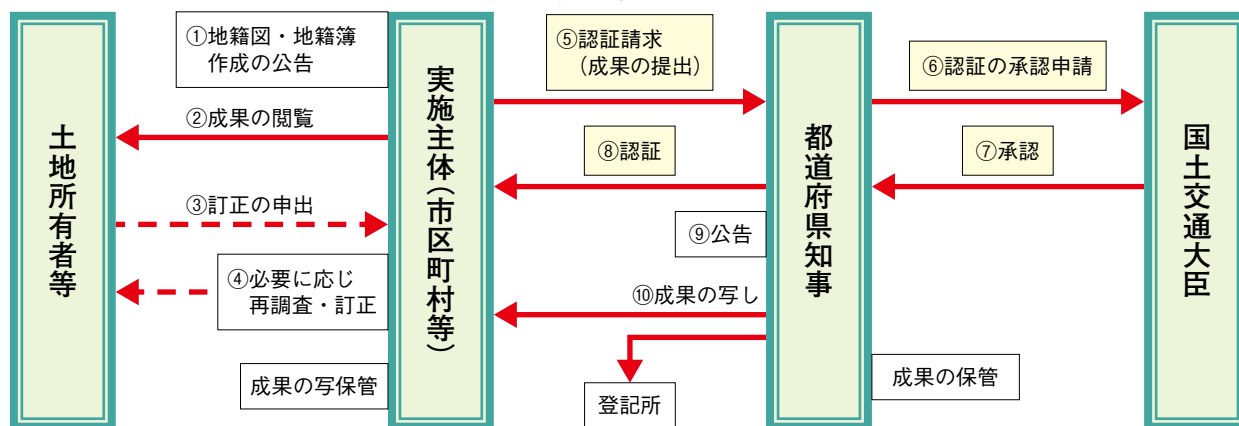 土地所有者等
①地籍図・地籍簿
作成の公告
②成果の閲覧
③訂正の申出
④必要に応じ
再調査・訂正
成果の写保管
実施主体(市区町村等)
⑤認証請求
(成果の提出)
⑧認証
⑨公告
⑩成果の写し
登記所
都道府県知事
⑥認証の承認申請
⑦承認
成果の保管
国土交通大臣